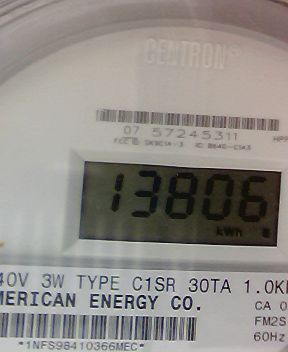 CENTRON®
07 57245311
13806
kWh
40V 3W TYPE C1SR 30TA 1.0K
MERICAN ENERGY CO.
CA 0
FM2S
60Hz
*1NFS98410366MEC*